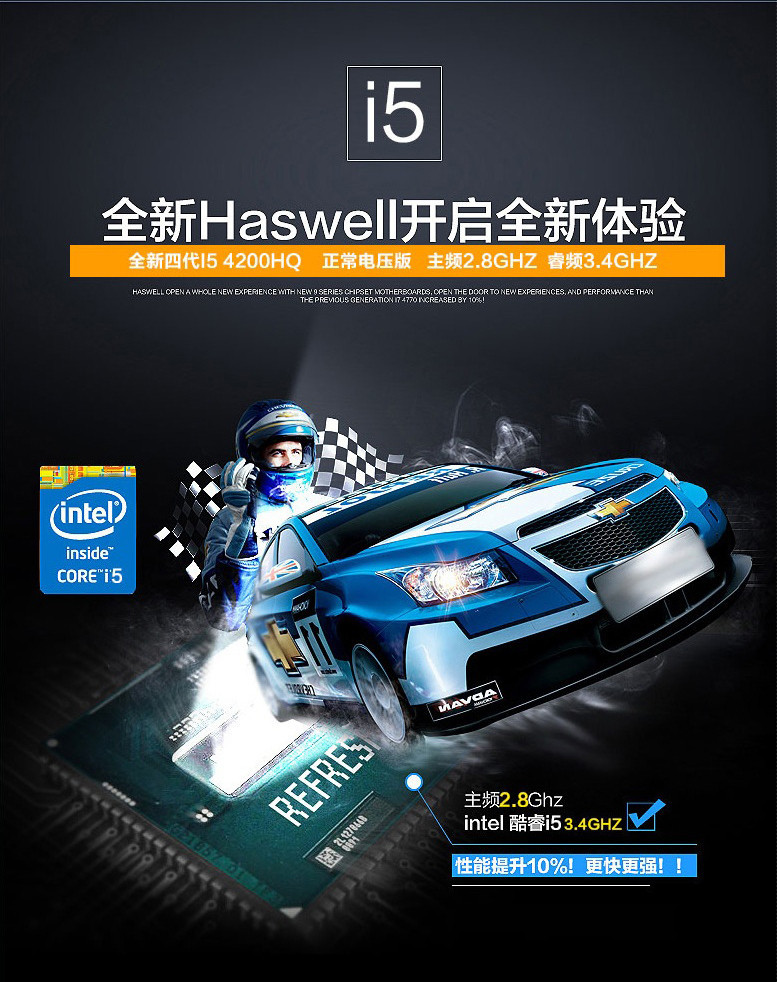 i5
全新Haswell开启全新体验
全新四代I5 4200HQ 正常电压版 主频2.8GHZ 睿频3.4GHZ
HASWELL OPEN A WHOLE NEW EXPERIENCE WITH NEW 9 SERIES CHIPSET MOTHERBOARDS, OPEN THE DOOR TO NEW EXPERIENCES, AND PERFORMANCE THAN
THE PREVIOUS GENERATION I7 4770 INCREASED BY 10%!
intel®
inside™
CORE™ i5
11
ADVAN
REFRES
主频2.8Ghz
intel 酷睿i5 3.4GHZ
性能提升10%！更快更强！！